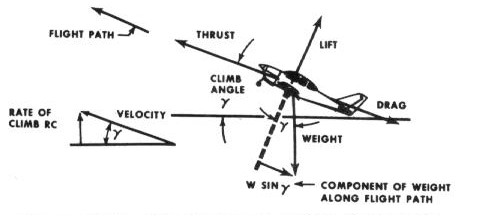 FLIGHT PATH
THRUST
LIFT
CLIMB
ANGLE
γ
DRAG
RATE OF
CLIMB RC
VELOCITY
γ
γ
WEIGHT
W SIN γ
COMPONENT OF WEIGHT
ALONG FLIGHT PATH